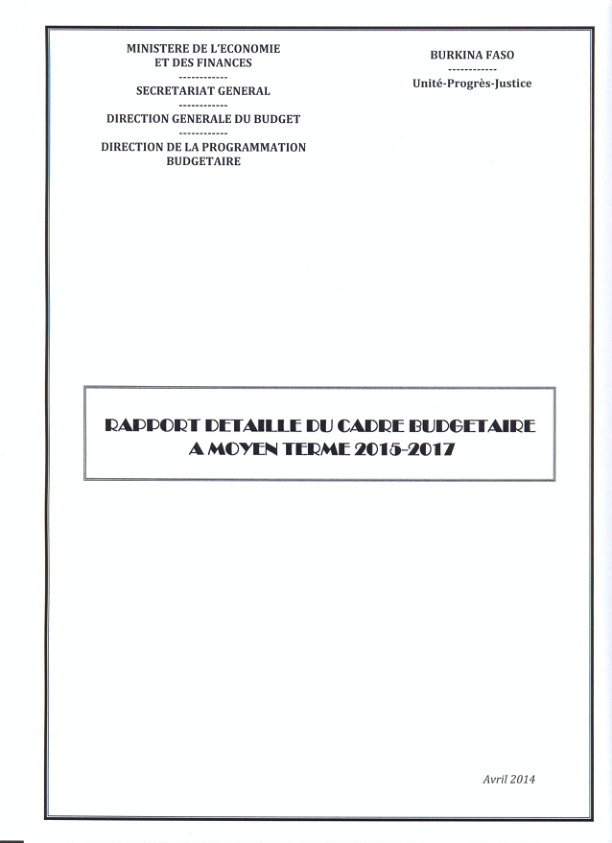 MINISTERE DE L'ECONOMIE
ET DES FINANCES
------------
SECRETARIAT GENERAL
------------
DIRECTION GENERALE DU BUDGET
------------
DIRECTION DE LA PROGRAMMATION
BUDGETAIRE
BURKINA FASO
------------
Unité-Progrès-Justice
RAPPORT DETAILLE DU CADRE BUDGETAIRE
A MOYEN TERME 2015-2017
Avril 2014